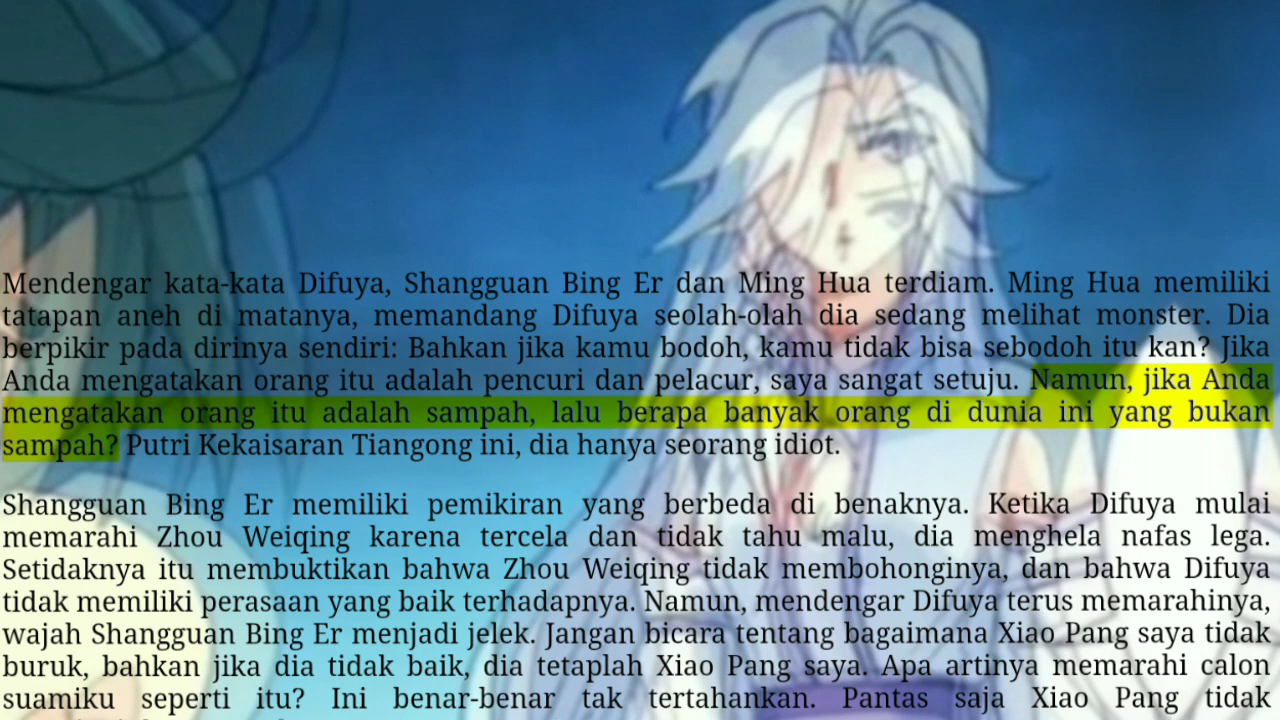 Mendengar kata-kata Difuya, Shangguan Bing Er dan Ming Hua terdiam. Ming Hua memiliki
tatapan aneh di matanya, memandang Difuya seolah-olah dia sedang melihat monster. Dia
berpikir pada dirinya sendiri: Bahkan jika kamu bodoh, kamu tidak bisa sebodoh itu kan? Jika
Anda mengatakan orang itu adalah pencuri dan pelacur, saya sangat setuju. Namun, jika Anda
mengatakan orang itu adalah sampah, lalu berapa banyak orang di dunia ini yang bukan
sampah? Putri Kekaisaran Tiangong ini, dia hanya seorang idiot.
Shangguan Bing Er memiliki pemikiran yang berbeda di benaknya. Ketika Difuya mulai
memarahi Zhou Weiqing karena tercela dan tidak tahu malu, dia menghela nafas lega.
Setidaknya itu membuktikan bahwa Zhou Weiqing tidak membohonginya, dan bahwa Difuya
tidak memiliki perasaan yang baik terhadapnya. Namun, mendengar Difuya terus memarahinya,
wajah Shangguan Bing Er menjadi jelek. Jangan bicara tentang bagaimana Xiao Pang saya tidak
buruk, bahkan jika dia tidak baik, dia tetaplah Xiao Pang saya. Apa artinya memarahi calon
suamiku seperti itu? Ini benar-benar tak tertahankan. Pantas saja Xiao Pang tidak